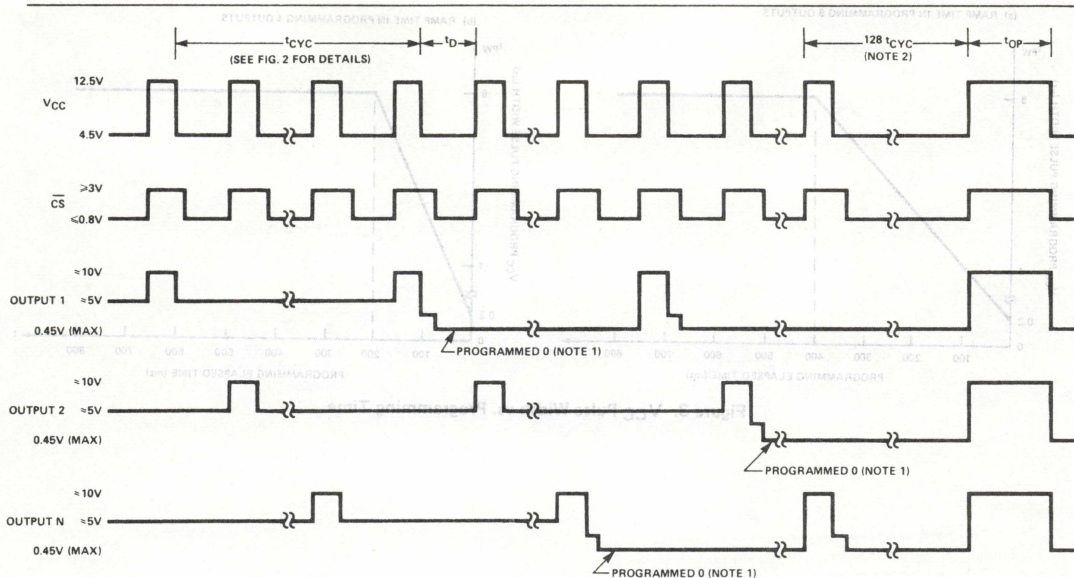 tCYC
tD
128 tCYC
tOP
(SEE FIG. 2 FOR DETAILS)
(NOTE 2)
12.5V
VCC
4.5V
≥3V
CS
≤0.8V
≈10V
OUTPUT 1 ≈5V
0.45V (MAX)
PROGRAMMED 0 (NOTE 1)
≈10V
OUTPUT 2 ≈5V
0.45V (MAX)
PROGRAMMED 0 (NOTE 1)
≈10V
OUTPUT N ≈5V
0.45V (MAX)
PROGRAMMED 0 (NOTE 1)